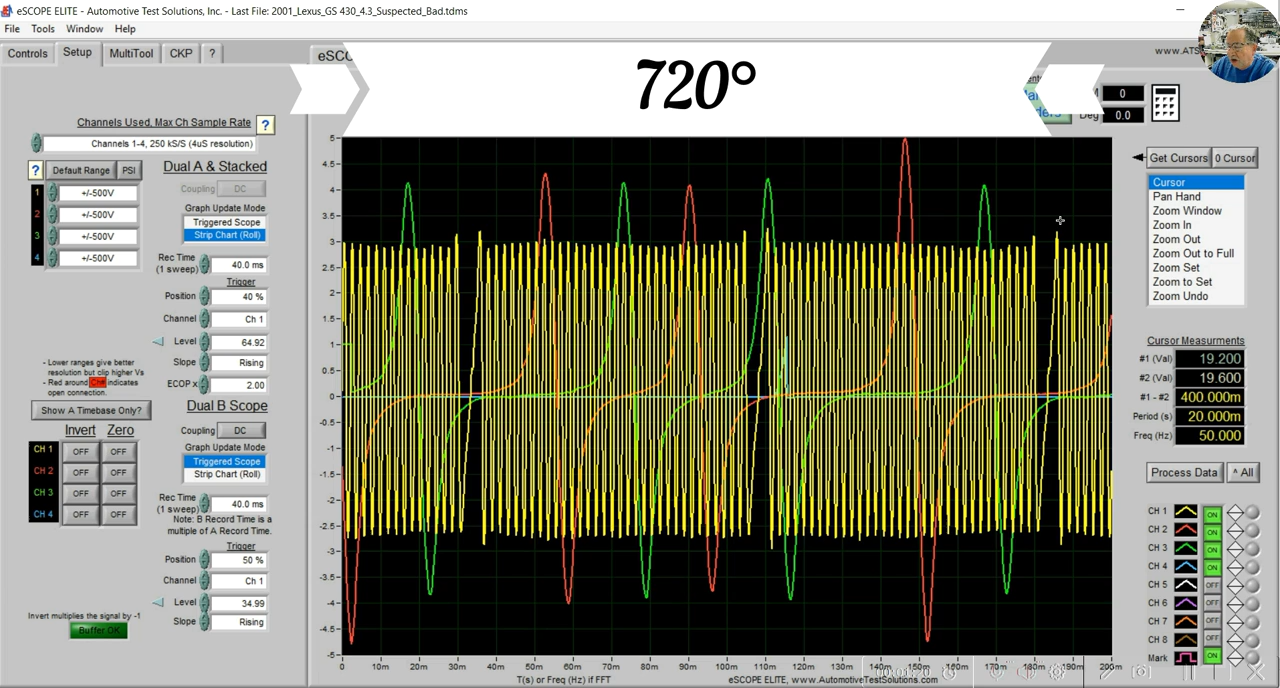 eSCOPE ELITE - Automotive Test Solutions, Inc. - Last File: 2001_Lexus_GS 430_4.3_Suspected_Bad.tdms
File Tools Window Help
Controls Setup MultiTool CKP ?
720°
www.ATS
0
Deg 0.0
Channels Used, Max Ch Sample Rate ?
Channels 1-4, 250 kS/S (4uS resolution)
? Default Range PSI
1 +/-500V
2 +/-500V
3 +/-500V
4 +/-500V
Dual A & Stacked
Coupling DC
Graph Update Mode
Triggered Scope
Strip Chart (Roll)
Rec Time
(1 sweep) 40.0 ms
Trigger
Position 40 %
Channel Ch 1
Level 64.92
Slope Rising
ECOP x 2.00
- Lower ranges give better
resolution but clip higher Vs
- Red around Ch# indicates
open connection.
Show A Timebase Only?
Invert Zero
CH 1 OFF OFF
CH 2 OFF OFF
CH 3 OFF OFF
CH 4 OFF OFF
Dual B Scope
Coupling DC
Graph Update Mode
Triggered Scope
Strip Chart (Roll)
Rec Time
(1 sweep) 40.0 ms
Note: B Record Time is a
multiple of A Record Time.
Trigger
Position 50 %
Channel Ch 1
Level 34.99
Slope Rising
Invert multiplies the signal by -1
Buffer OK
5
4.5
4
3.5
3
2.5
2
1.5
1
0.5
0
-0.5
-1
-1.5
-2
-2.5
-3
-3.5
-4
-4.5
-5
0 10m 20m 30m 40m 50m 60m 70m 80m 90m 100m 110m 120m 130m 140m 150m 160m 170m 180m 190m 200m
T(s) or Freq (Hz) if FFT
eSCOPE ELITE, www.AutomotiveTestSolutions.com
00:01:20
Get Cursors 0 Cursor
Cursor
Pan Hand
Zoom Window
Zoom In
Zoom Out
Zoom Out to Full
Zoom Set
Zoom to Set
Zoom Undo
Cursor Measurments
#1 (Val) 19.200
#2 (Val) 19.600
#1 - #2 400.000m
Period (s) 20.000m
Freq (Hz) 50.000
Process Data ^ All
CH 1 ON
CH 2 ON
CH 3 ON
CH 4 ON
CH 5 OFF
CH 6 OFF
CH 7 OFF
CH 8 OFF
Mark ON